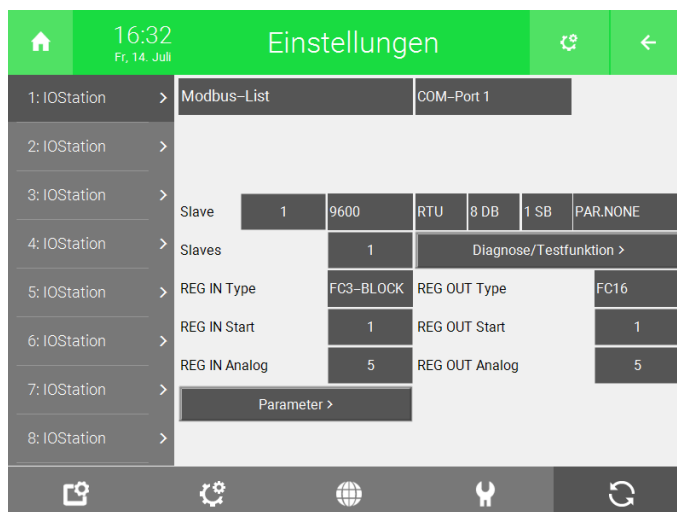 16:32
Fr, 14. Juli
Einstellungen
1: IOStation
2: IOStation
3: IOStation
4: IOStation
5: IOStation
6: IOStation
7: IOStation
8: IOStation
Modbus-List COM-Port 1
Slave 1 9600 RTU 8 DB 1 SB PAR.NONE
Slaves 1 Diagnose/Testfunktion >
REG IN Type FC3-BLOCK REG OUT Type FC16
REG IN Start 1 REG OUT Start 1
REG IN Analog 5 REG OUT Analog 5
Parameter >